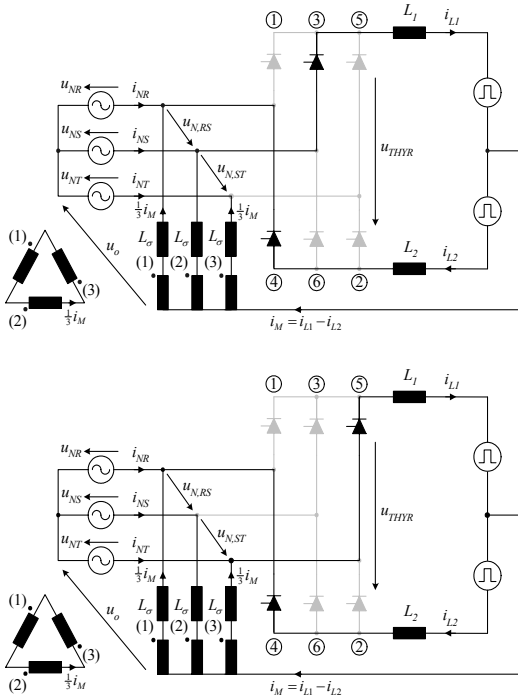 ① ③ ⑤ L1 iL1
uNR iNR
uN,RS
uNS iNS
uN,ST
uNT iNT
uTHYR
⅓iM ⅓iM
Lσ Lσ Lσ
(1) (2) (3)
uo
(1)
(3)
(2) ⅓iM
④ ⑥ ② L2 iL2
iM = iL1 – iL2
① ③ ⑤ L1 iL1
uNR iNR
uN,RS
uNS iNS
uN,ST
uNT iNT
uTHYR
⅓iM ⅓iM
Lσ Lσ Lσ
(1) (2) (3)
uo
(1)
(3)
(2) ⅓iM
④ ⑥ ② L2 iL2
iM = iL1 – iL2